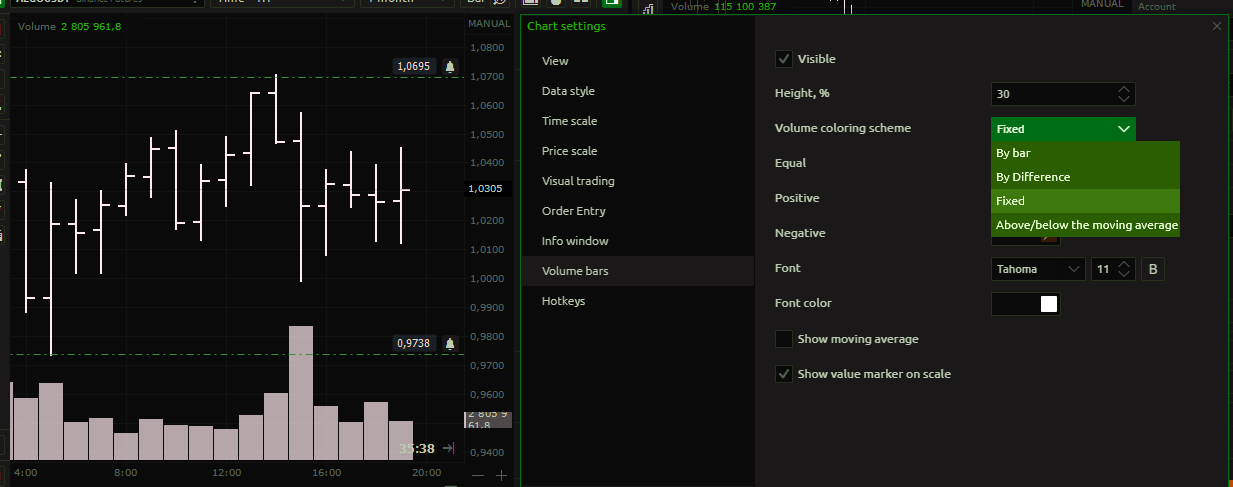 Volume 2 805 961,8
MANUAL
1,0800
1,0700
1,0600
1,0500
1,0400
1,0305
1,0200
1,0100
1,0000
0,9900
0,9800
0,9700
0,9600
2 805 9
61,8
0,9400
1,0695
0,9738
35:38
4:00
8:00
12:00
16:00
20:00
Volume 115 100 387
MANUAL
Account
Chart settings
View
Data style
Time scale
Price scale
Visual trading
Order Entry
Info window
Volume bars
Hotkeys
Visible
Height, %
30
Volume coloring scheme
Fixed
By bar
By Difference
Fixed
Above/below the moving average
Equal
Positive
Negative
Font
Tahoma
11
B
Font color
Show moving average
Show value marker on scale